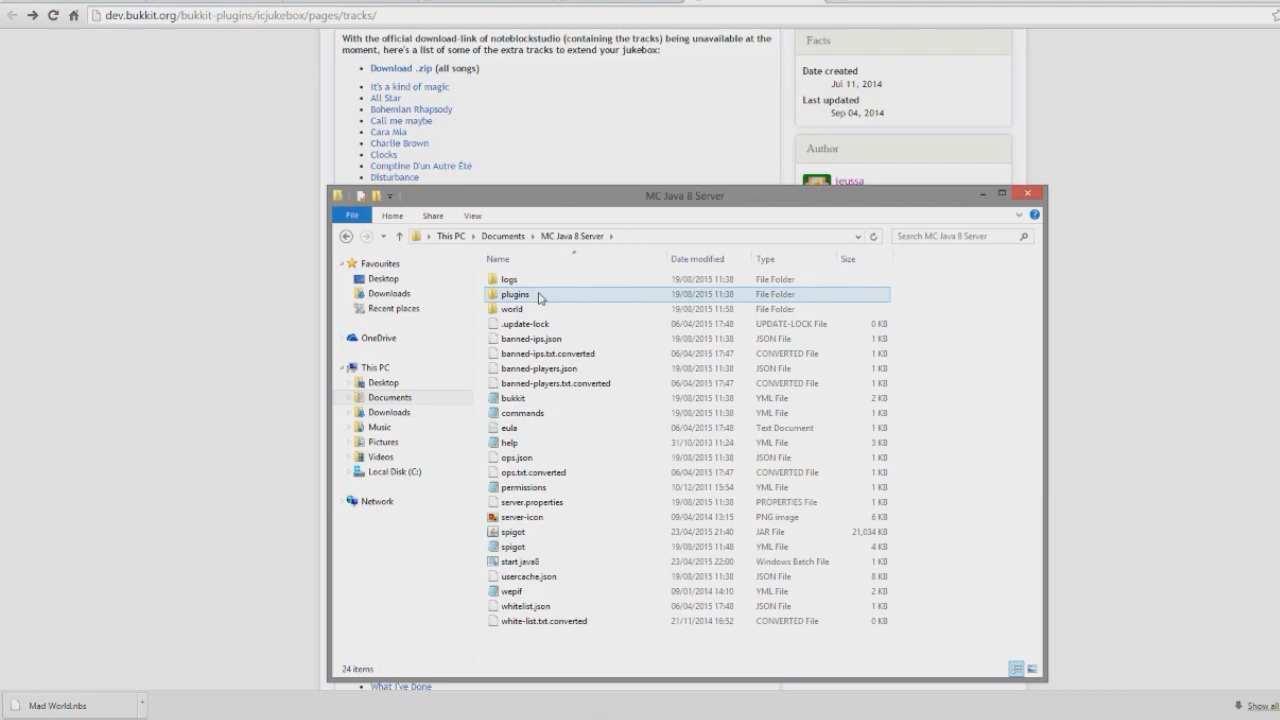 dev.bukkit.org/bukkit-plugins/icjukebox/pages/tracks/
With the official download-link of noteblockstudio (containing the tracks) being unavailable at the
moment, here's a list of some of the extra tracks to extend your jukebox:
Download .zip (all songs)
It's a kind of magic
All Star
Bohemian Rhapsody
Call me maybe
Cara Mia
Charlie Brown
Clocks
Comptine D'un Autre Été
Disturbance
Facts
Date created
Jul 11, 2014
Last updated
Sep 04, 2014
Author
MC Java 8 Server
File Home Share View
This PC Documents MC Java 8 Server
Search MC Java 8 Server
Favourites
Desktop
Downloads
Recent places
OneDrive
This PC
Desktop
Documents
Downloads
Music
Pictures
Videos
Local Disk (C:)
Network
Name Date modified Type Size
logs 19/08/2015 11:38 File Folder
plugins 19/08/2015 11:38 File Folder
world 19/08/2015 11:58 File Folder
.update-lock 06/04/2015 17:48 UPDATE-LOCK File 0 KB
banned-ips.json 19/08/2015 11:38 JSON File 1 KB
banned-ips.txt.converted 06/04/2015 17:47 CONVERTED File 1 KB
banned-players.json 19/08/2015 11:38 JSON File 1 KB
banned-players.txt.converted 06/04/2015 17:47 CONVERTED File 1 KB
bukkit 19/08/2015 11:38 YML File 2 KB
commands 19/08/2015 11:38 YML File 1 KB
eula 06/04/2015 17:48 Text Document 1 KB
help 31/10/2013 11:24 YML File 3 KB
ops.json 19/08/2015 11:38 JSON File 1 KB
ops.txt.converted 06/04/2015 17:47 CONVERTED File 1 KB
permissions 10/12/2011 15:54 YML File 1 KB
server.properties 19/08/2015 11:38 PROPERTIES File 1 KB
server-icon 09/04/2014 13:15 PNG image 6 KB
spigot 23/04/2015 21:40 JAR File 21,034 KB
spigot 19/08/2015 11:48 YML File 4 KB
start java8 23/04/2015 22:00 Windows Batch File 1 KB
usercache.json 19/08/2015 11:38 JSON File 8 KB
wepif 09/01/2014 14:10 YML File 2 KB
whitelist.json 06/04/2015 17:48 JSON File 1 KB
white-list.txt.converted 21/11/2014 16:52 CONVERTED File 0 KB
24 items
What I've Done
Mad World.nbs
Show all